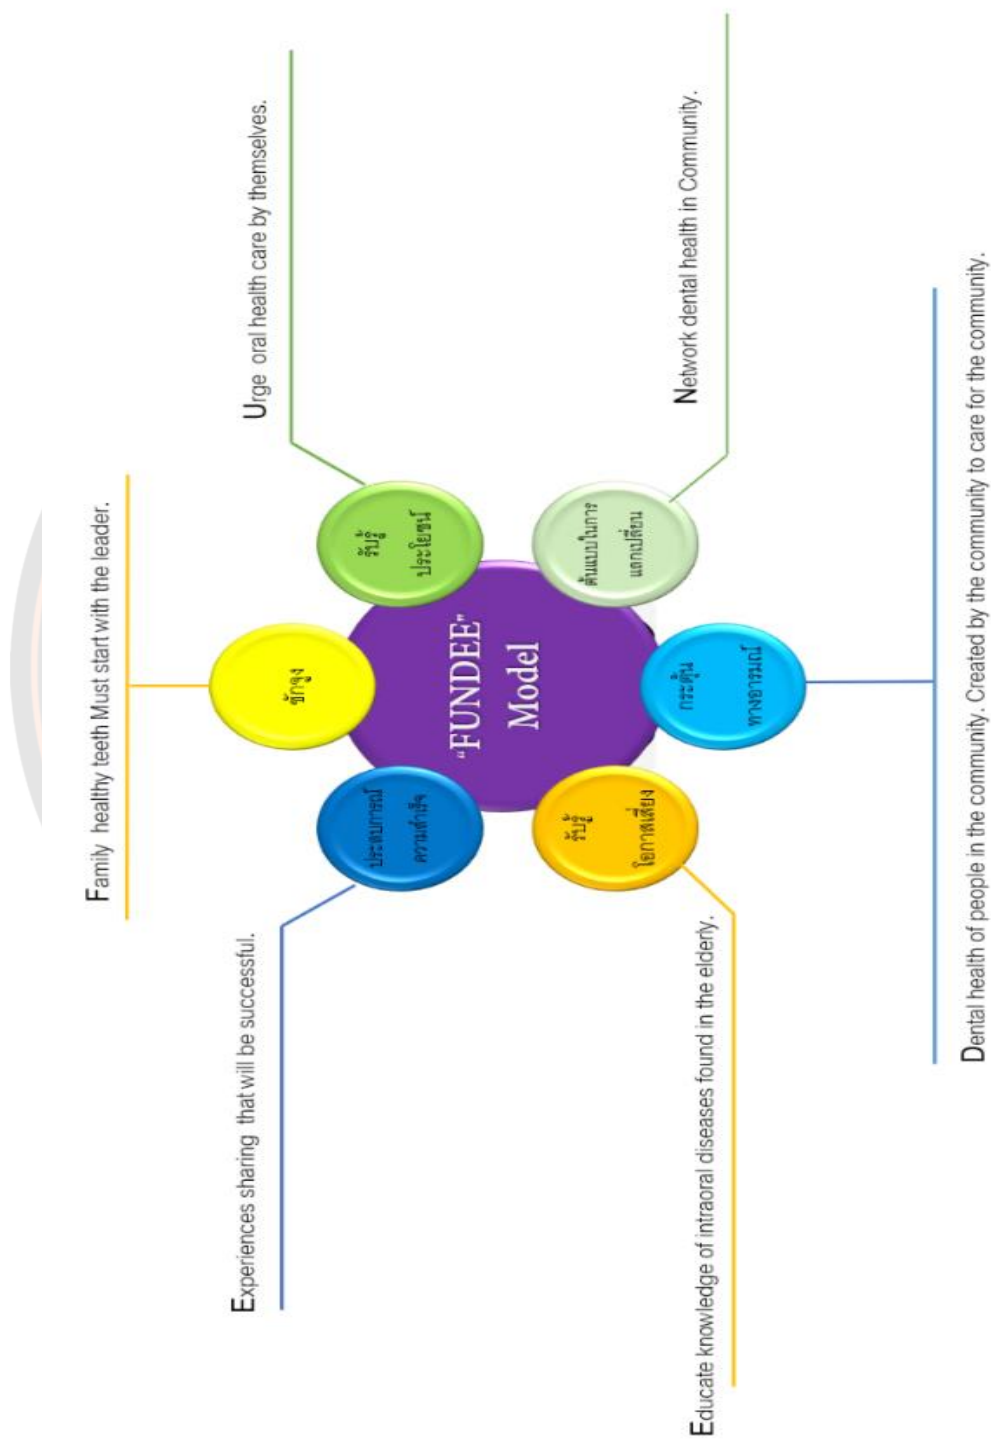 Family healthy teeth Must start with the leader.
ชักจูง
Urge oral health care by themselves.
รับรู้
ประโยชน์
Network dental health in Community.
ต้นแบบในการ
แลกเปลี่ยน
Dental health of people in the community. Created by the community to care for the community.
กระตุ้น
ทางอารมณ์
Educate knowledge of intraoral diseases found in the elderly.
รับรู้
โอกาสเสี่ยง
Experiences sharing that will be successful.
ประสบการณ์
ความสำเร็จ
"FUNDEE"
Model